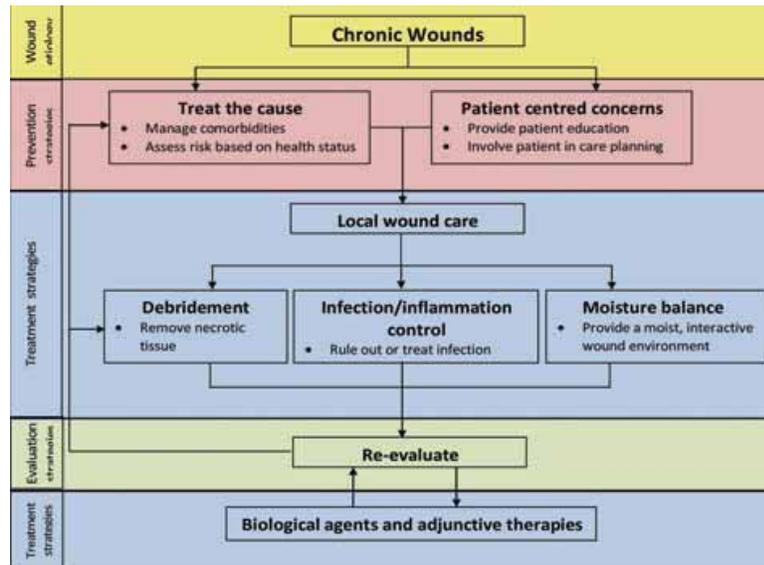 Wound
Chronic Wounds
Prevention
Treat the cause
• Manage comorbidities
• Assess risk based on health status
Patient centred concerns
• Provide patient education
• Involve patient in care planning
Treatment strategies
Local wound care
Debridement
• Remove necrotic
tissue
Infection/inflammation
control
• Rule out or treat infection
Moisture balance
• Provide a moist, interactive
wound environment
Evaluation
Re-evaluate
Treatment
strategies
Biological agents and adjunctive therapies